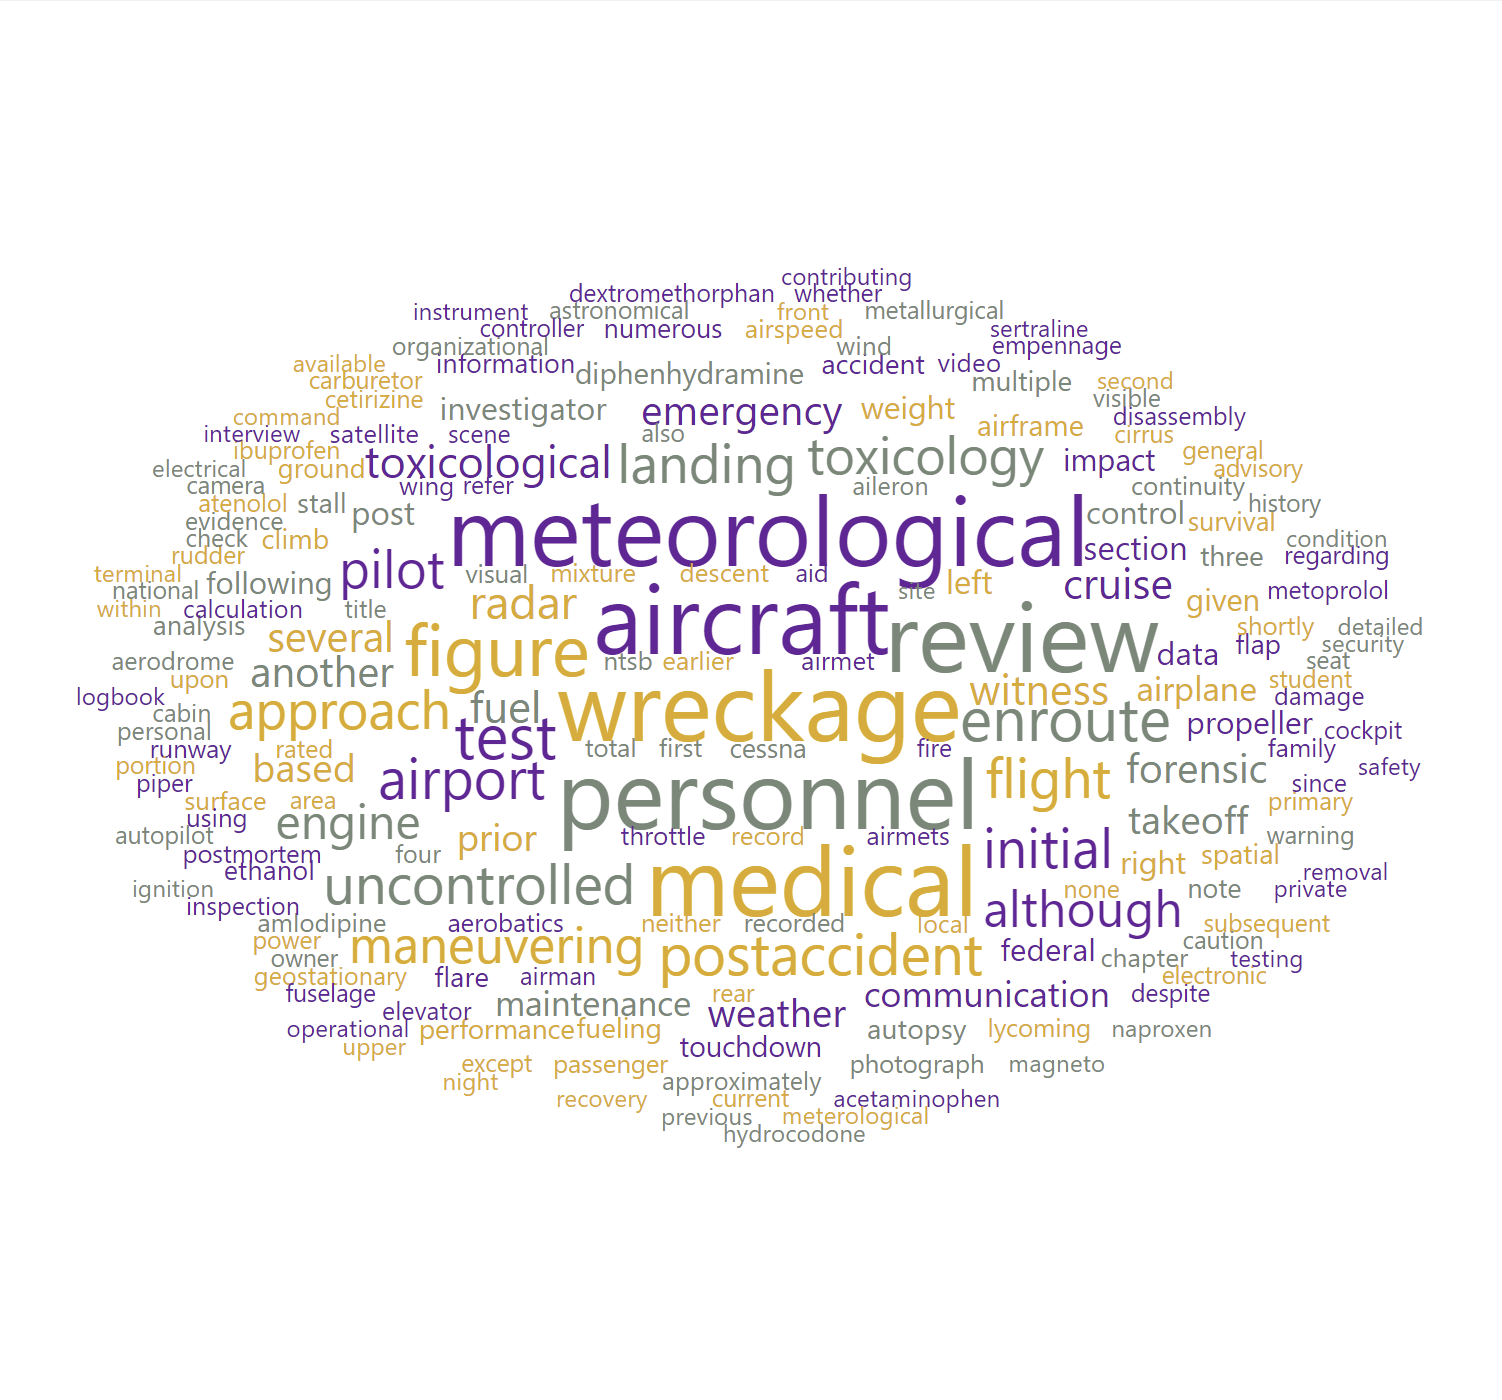 contributing
dextromethorphan whether
instrument astronomical front metallurgical
controller numerous airspeed sertraline
organizational wind empennage
available information diphenhydramine accident video
carburetor multiple second
cetirizine investigator emergency weight visible
command airframe disassembly
interview satellite scene also cirrus
ibuprofen landing toxicology general
electrical ground toxicological impact advisory
camera wing refer aileron continuity
atenolol stall post control history
evidence meteorological survival
check climb condition
rudder pilot section three regarding
terminal visual mixture descent aid
national following site left cruise metoprolol
within calculation title radar aircraft given
analysis several figure review shortly detailed
aerodrome another ntsb earlier airmet data flap security
upon seat student
logbook fuel wreckage witness airplane damage
cabin approach enroute propeller
personal cockpit
runway rated test total first cessna fire family
portion based airport forensic safety
piper personnel flight since
surface area primary
using engine takeoff
autopilot prior throttle record airmets initial warning
postmortem four right spatial
ethanol removal
ignition uncontrolled medical none note private
inspection although
amlodipine aerobatics neither recorded local subsequent
power maneuvering postaccident caution
owner federal chapter testing
geostationary flare airman electronic
fuselage maintenance rear communication despite
elevator weather
operational performance fueling autopsy lycoming naproxen
upper touchdown
except passenger photograph magneto
night approximately
recovery current acetaminophen
previous meterological
hydrocodone